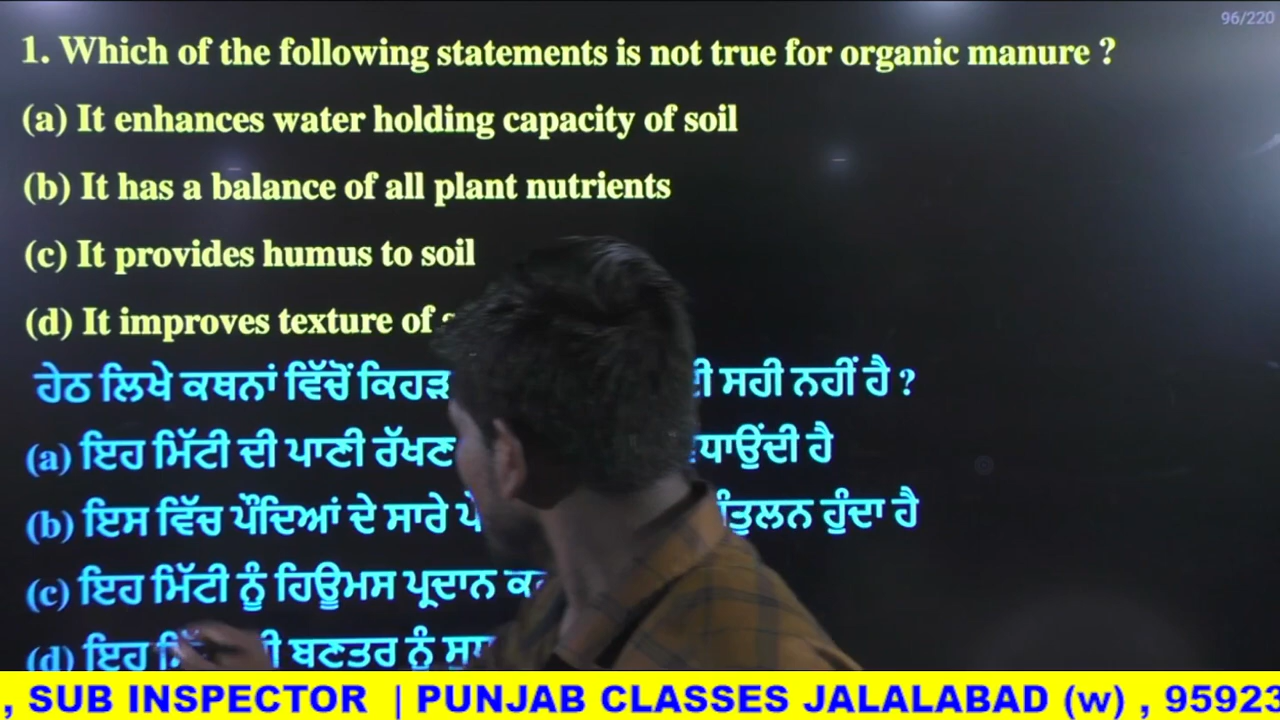 96/220
1. Which of the following statements is not true for organic manure ?
(a) It enhances water holding capacity of soil
(b) It has a balance of all plant nutrients
(c) It provides humus to soil
(d) It improves texture of
ਹੇਠ ਲਿਖੇ ਕਥਨਾਂ ਵਿੱਚੋਂ ਸਹੀ ਨਹੀਂ ਹੈ ?
(a) ਇਹ ਮਿੱਟੀ ਦੀ ਪਾਣੀ ਰੱਖਣ ਹੈ
(b) ਇਸ ਵਿੱਚ ਪੌਦਿਆਂ ਦੇ ਸਾਰੇ ਹੁੰਦਾ ਹੈ
(c) ਇਹ ਮਿੱਟੀ ਨੂੰ ਹਿਊਮਸ ਪ੍ਰਦਾਨ
(d) ਇਹ ਬਣਤਰ ਨੂੰ
, SUB INSPECTOR | PUNJAB CLASSES JALALABAD (w) , 95923